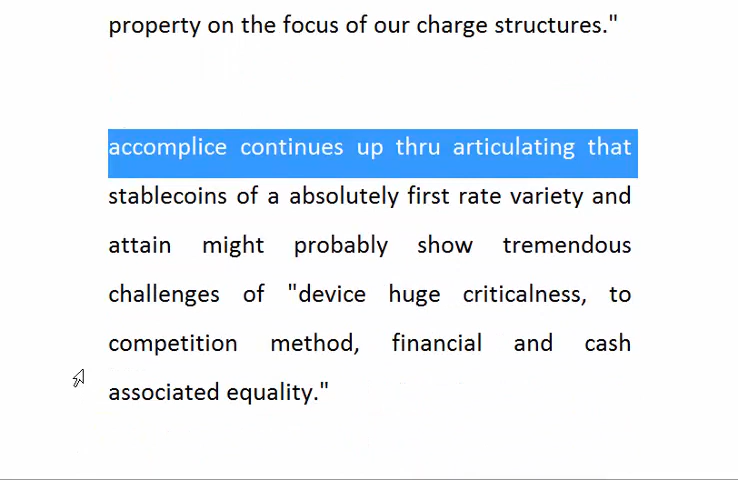 property on the focus of our charge structures."
accomplice continues up thru articulating that
stablecoins of a absolutely first rate variety and
attain might probably show tremendous
challenges of "device huge criticalness, to
competition method, financial and cash
associated equality."